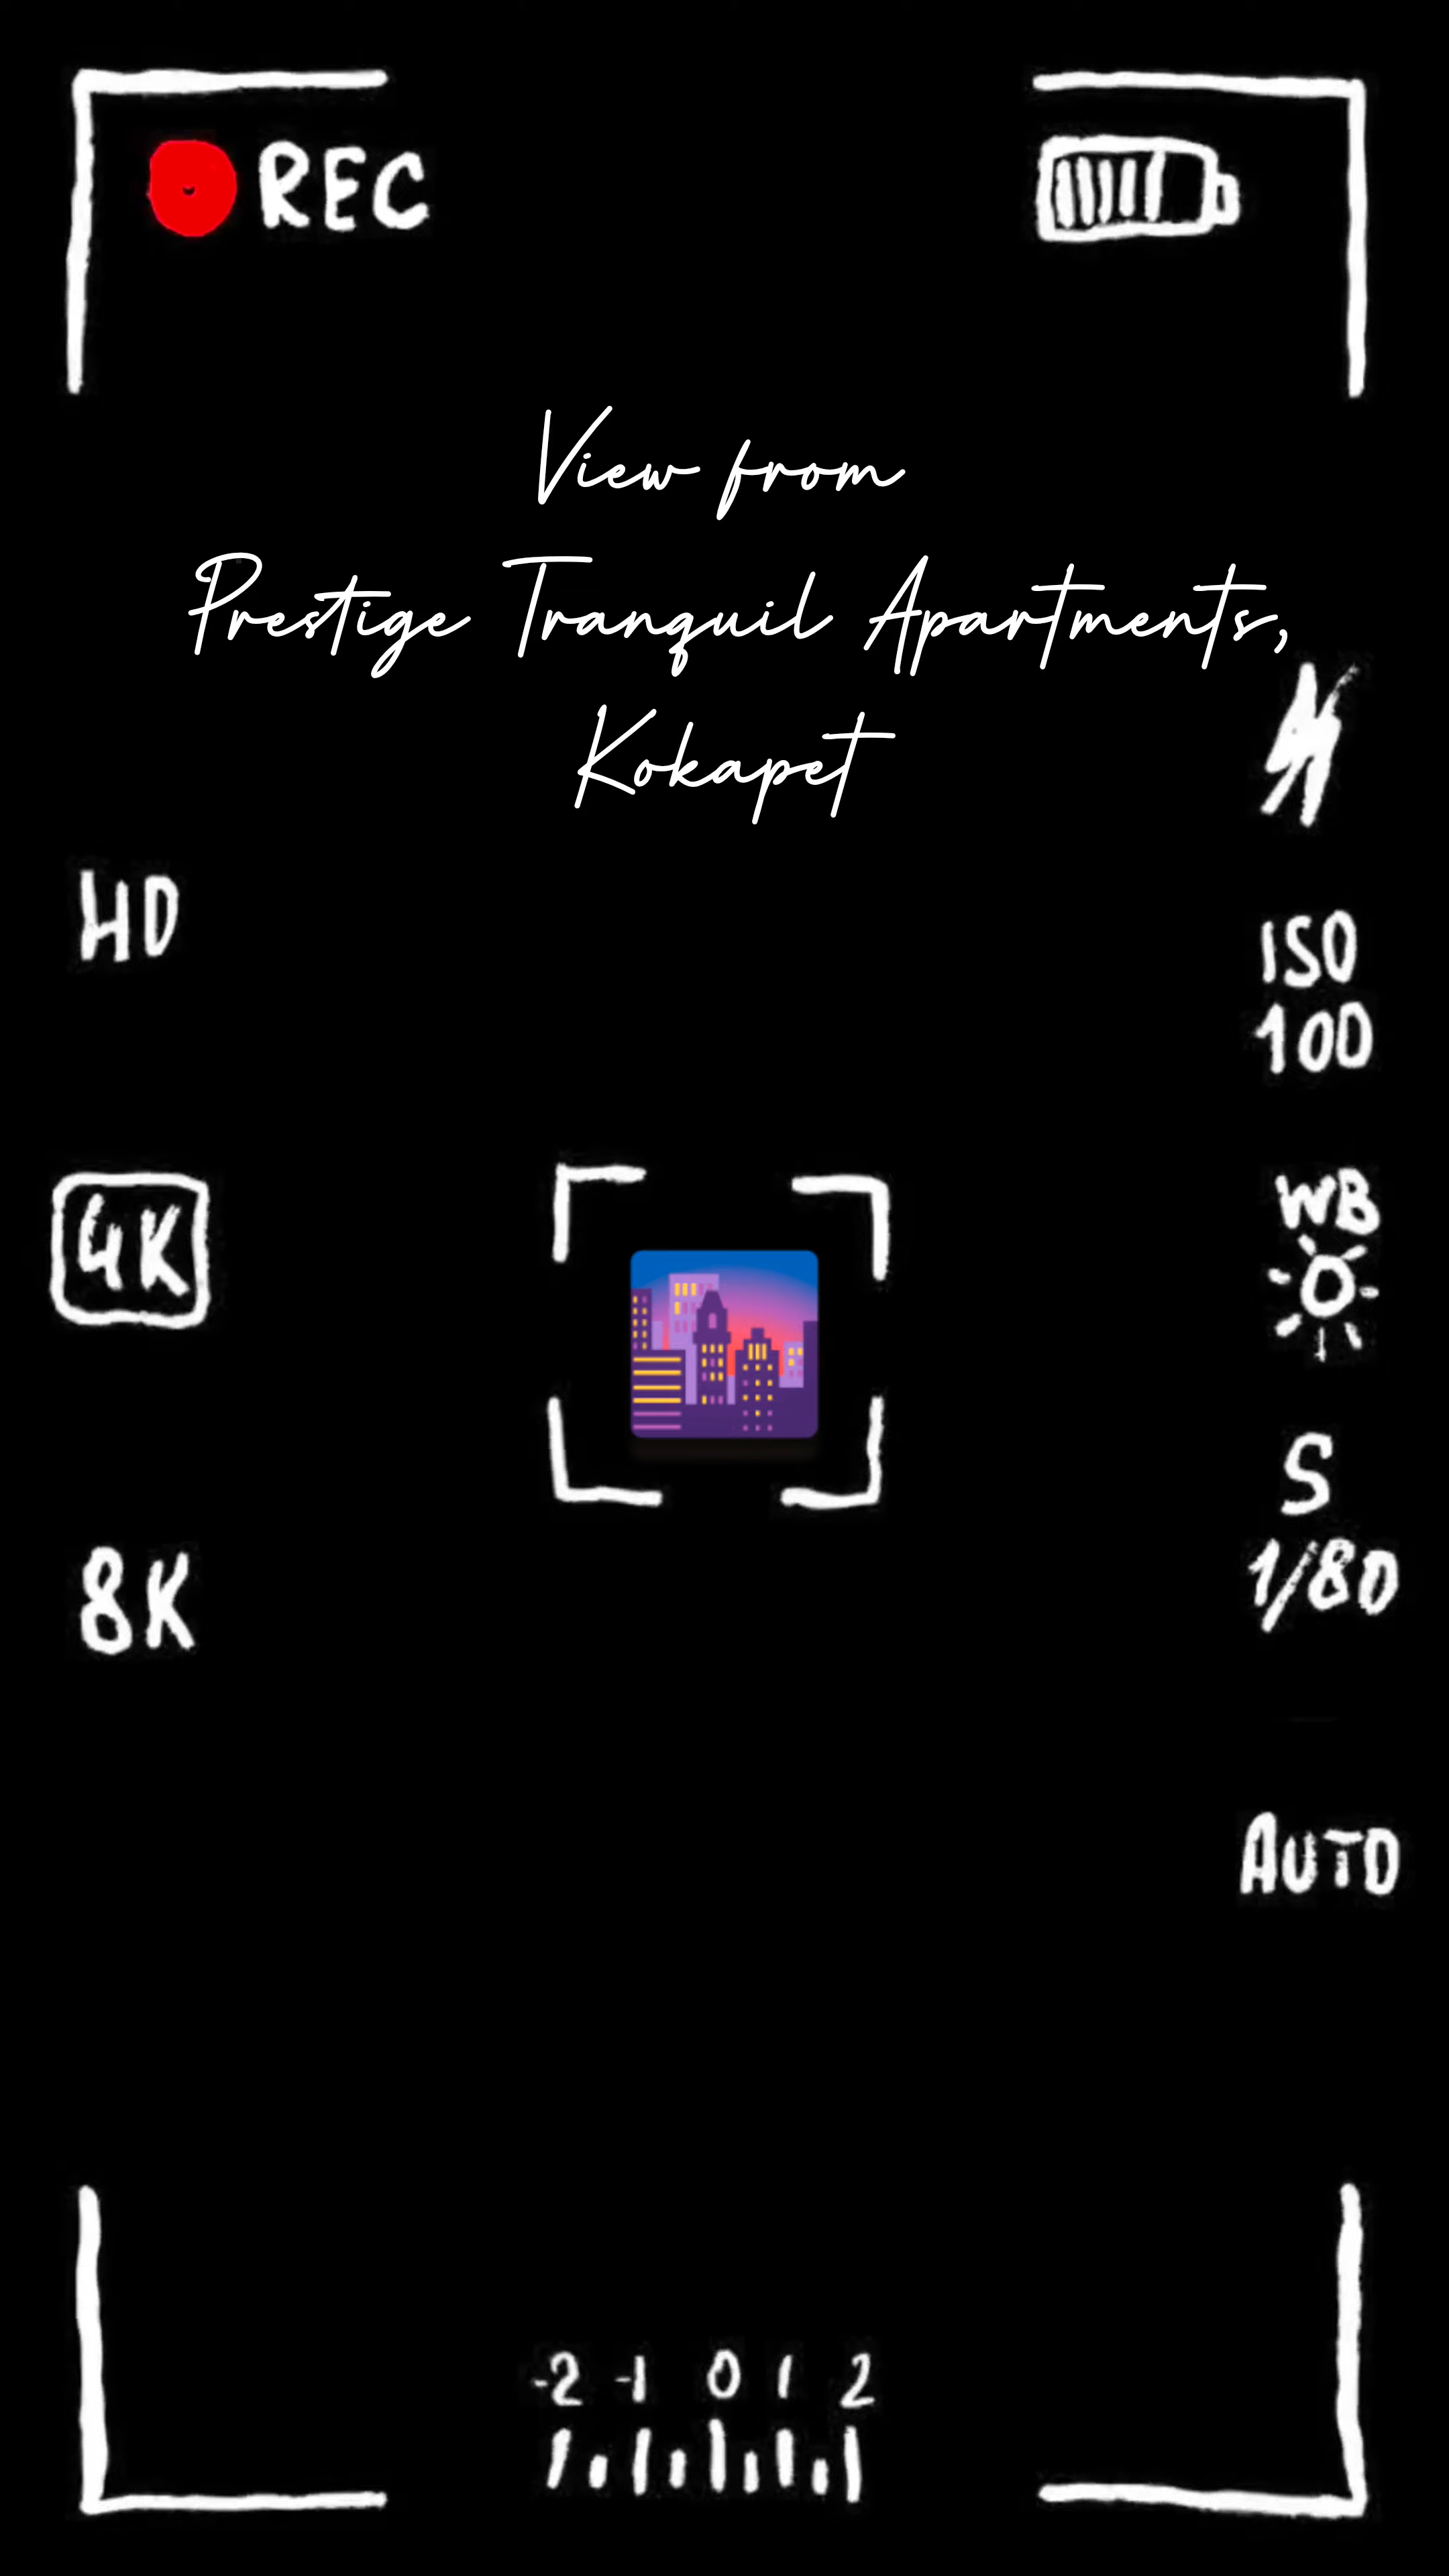 REC
View from
Prestige Tranquil Apartments,
Kokapet
HD
ISO
100
4K
WB
S
1/80
8K
AUTO
-2 -1 0 1 2